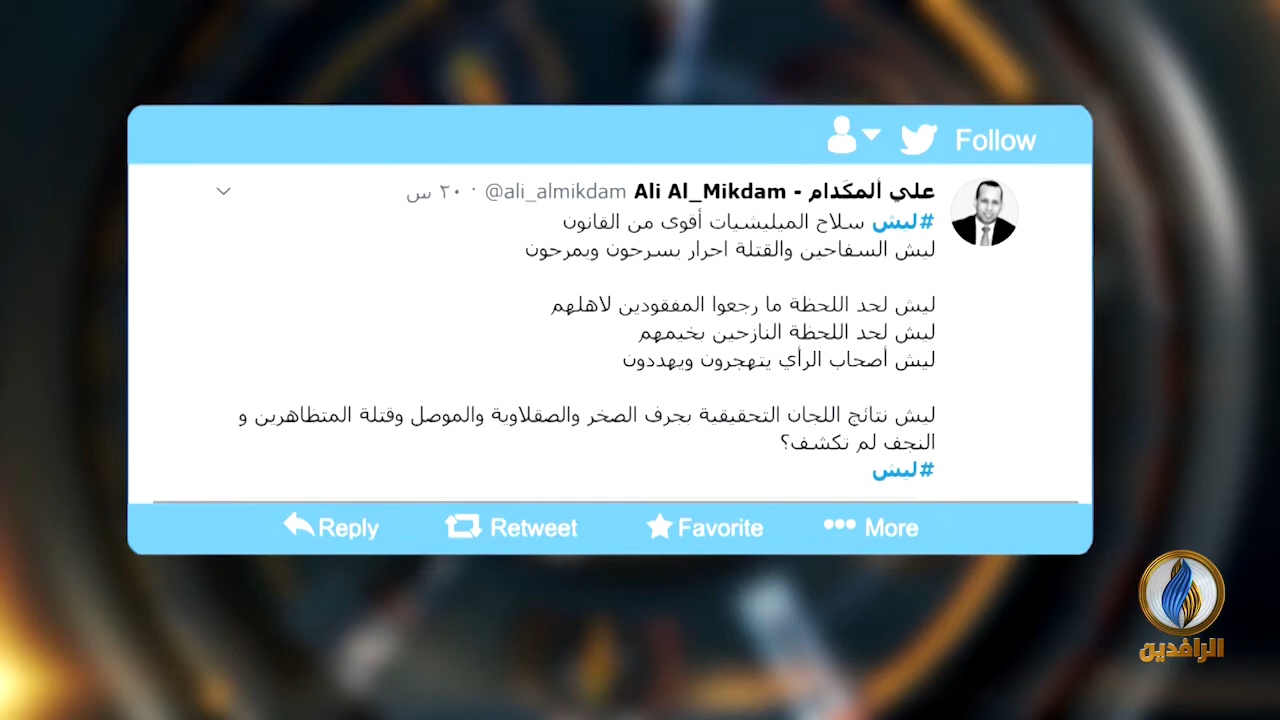 Follow
علي ألمكَدام - Ali Al_Mikdam @ali_almikdam · ٢٠ س
#ليش سلاح الميليشيات أقوى من القانون
ليش السفاحين والقتلة احرار يسرحون ويمرحون
ليش لحد اللحظة ما رجعوا المفقودين لاهلهم
ليش لحد اللحظة النازحين بخيمهم
ليش أصحاب الرأي يتهجرون ويهددون
ليش نتائج اللجان التحقيقية بجرف الصخر والصقلاوية والموصل وقتلة المتظاهرين و
النجف لم تكشف؟
#ليش
Reply Retweet Favorite More
الرافدين